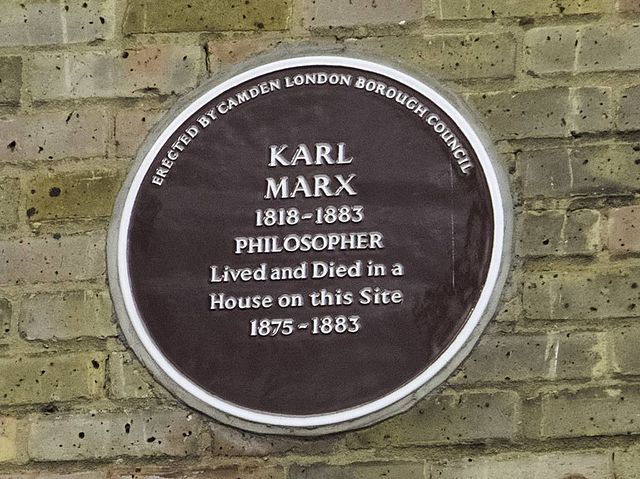 ERECTED BY CAMDEN LONDON BOROUGH COUNCIL
KARL
MARX
1818-1883
PHILOSOPHER
Lived and Died in a
House on this Site
1875-1883